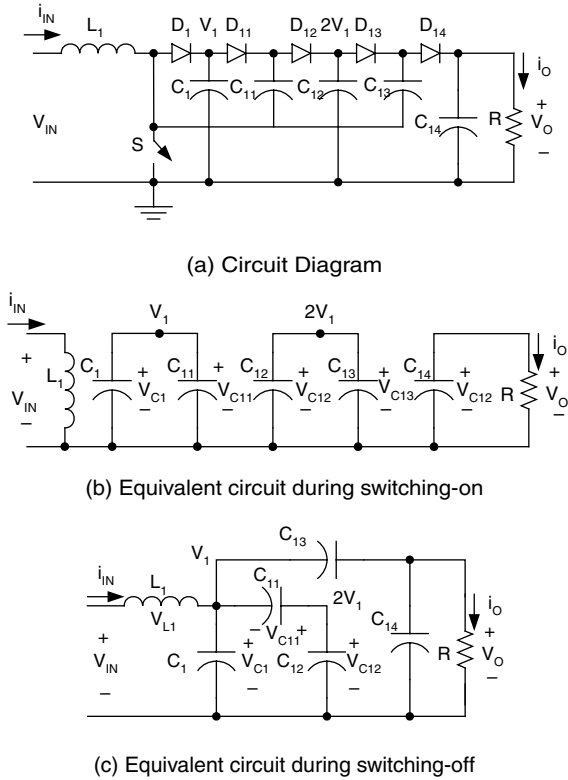 i_IN L_1 D_1 V_1 D_11 D_12 2V_1 D_13 D_14
C_1 C_11 C_12 C_13 i_O
V_IN S C_14 R + V_O −
(a) Circuit Diagram
i_IN V_1 2V_1 i_O
+ V_IN − L_1 C_1 + V_C1 − C_11 + V_C11 − C_12 + V_C12 − C_13 + V_C13 − C_14 + V_C12 − R + V_O −
(b) Equivalent circuit during switching-on
V_1 C_13
i_IN L_1 C_11 2V_1 i_O
V_L1 − V_C11 + C_14
+ V_IN − C_1 + V_C1 − C_12 + V_C12 − R + V_O −
(c) Equivalent circuit during switching-off